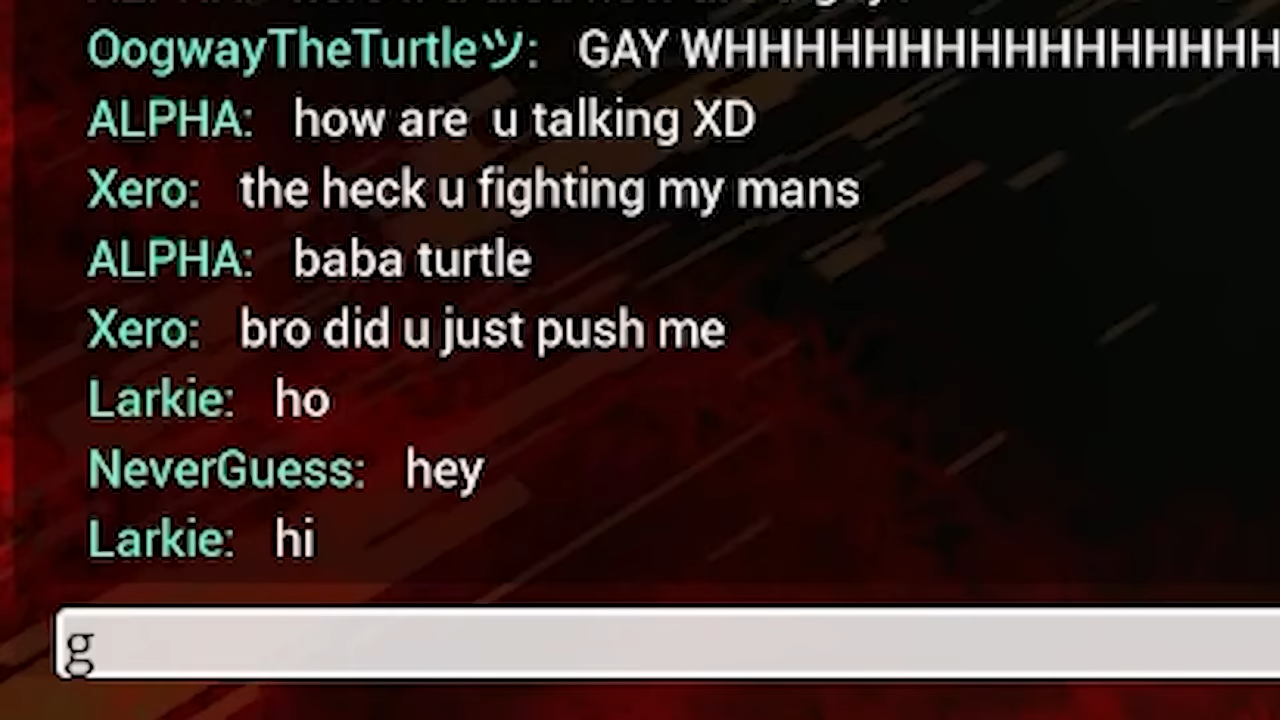 OogwayTheTurtleツ: GAY WHHHHHHHHHHHHHHHHH
ALPHA: how are u talking XD
Xero: the heck u fighting my mans
ALPHA: baba turtle
Xero: bro did u just push me
Larkie: ho
NeverGuess: hey
Larkie: hi
g